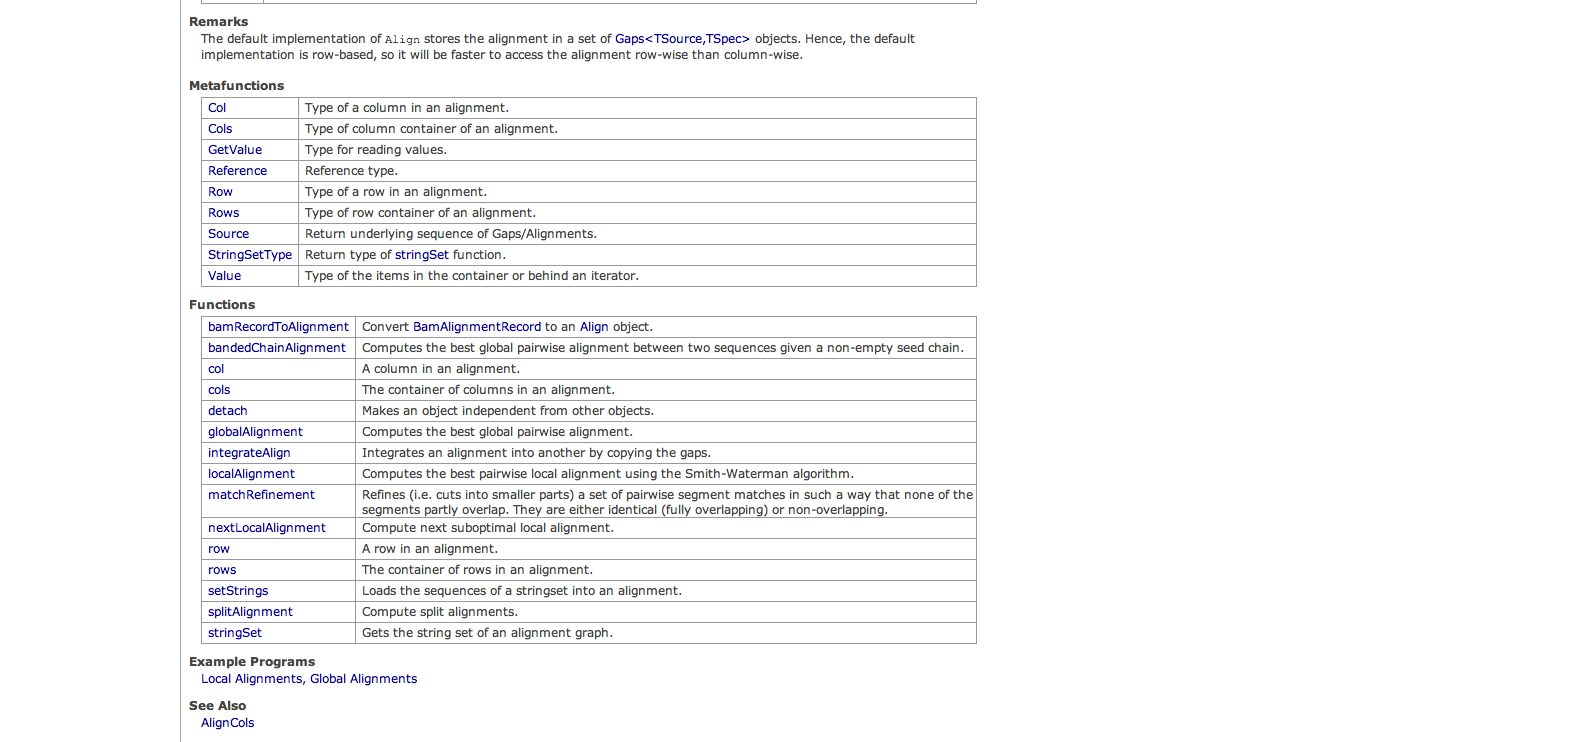 Remarks
The default implementation of Align stores the alignment in a set of Gaps<TSource,TSpec> objects. Hence, the default
implementation is row-based, so it will be faster to access the alignment row-wise than column-wise.
Metafunctions
Col Type of a column in an alignment.
Cols Type of column container of an alignment.
GetValue Type for reading values.
Reference Reference type.
Row Type of a row in an alignment.
Rows Type of row container of an alignment.
Source Return underlying sequence of Gaps/Alignments.
StringSetType Return type of stringSet function.
Value Type of the items in the container or behind an iterator.
Functions
bamRecordToAlignment Convert BamAlignmentRecord to an Align object.
bandedChainAlignment Computes the best global pairwise alignment between two sequences given a non-empty seed chain.
col A column in an alignment.
cols The container of columns in an alignment.
detach Makes an object independent from other objects.
globalAlignment Computes the best global pairwise alignment.
integrateAlign Integrates an alignment into another by copying the gaps.
localAlignment Computes the best pairwise local alignment using the Smith-Waterman algorithm.
matchRefinement Refines (i.e. cuts into smaller parts) a set of pairwise segment matches in such a way that none of the
segments partly overlap. They are either identical (fully overlapping) or non-overlapping.
nextLocalAlignment Compute next suboptimal local alignment.
row A row in an alignment.
rows The container of rows in an alignment.
setStrings Loads the sequences of a stringset into an alignment.
splitAlignment Compute split alignments.
stringSet Gets the string set of an alignment graph.
Example Programs
Local Alignments, Global Alignments
See Also
AlignCols